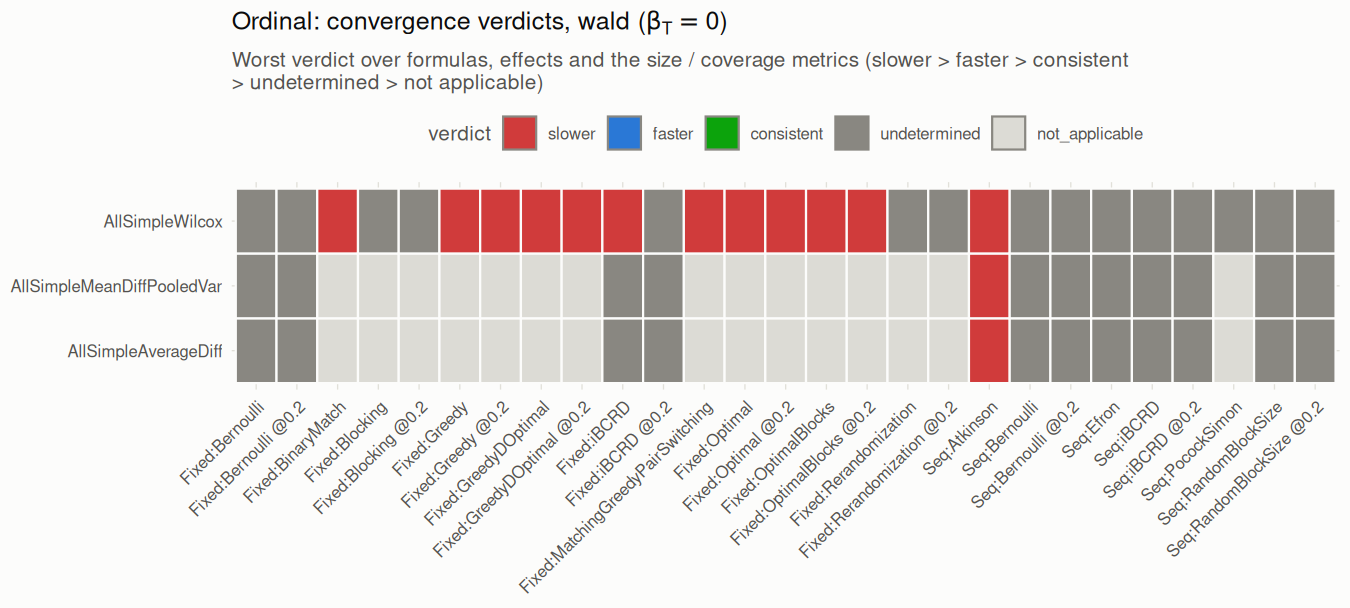 Ordinal: convergence verdicts, wald (βT = 0)
Worst verdict over formulas, effects and the size / coverage metrics (slower > faster > consistent
> undetermined > not applicable)
verdict slower faster consistent undetermined not_applicable
AllSimpleWilcox
AllSimpleMeanDiffPooledVar
AllSimpleAverageDiff
Fixed:Bernoulli
Fixed:Bernoulli @0.2
Fixed:BinaryMatch
Fixed:Blocking
Fixed:Blocking @0.2
Fixed:Greedy
Fixed:Greedy @0.2
Fixed:GreedyDOptimal
Fixed:GreedyDOptimal @0.2
Fixed:iBCRD
Fixed:iBCRD @0.2
Fixed:MatchingGreedyPairSwitching
Fixed:Optimal
Fixed:Optimal @0.2
Fixed:OptimalBlocks
Fixed:OptimalBlocks @0.2
Fixed:Rerandomization
Fixed:Rerandomization @0.2
Seq:Atkinson
Seq:Bernoulli
Seq:Bernoulli @0.2
Seq:Efron
Seq:iBCRD
Seq:iBCRD @0.2
Seq:PocockSimon
Seq:RandomBlockSize
Seq:RandomBlockSize @0.2